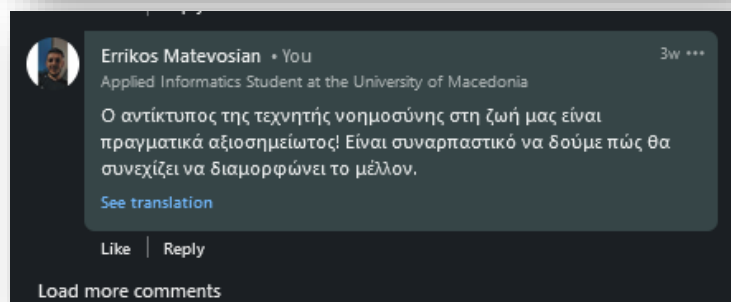 Errikos Matevosian • You
3w •••
Applied Informatics Student at the University of Macedonia
Ο αντίκτυπος της τεχνητής νοημοσύνης στη ζωή μας είναι
πραγματικά αξιοσημείωτος! Είναι συναρπαστικό να δούμε πώς θα
συνεχίζει να διαμορφώνει το μέλλον.
See translation
Like | Reply
Load more comments